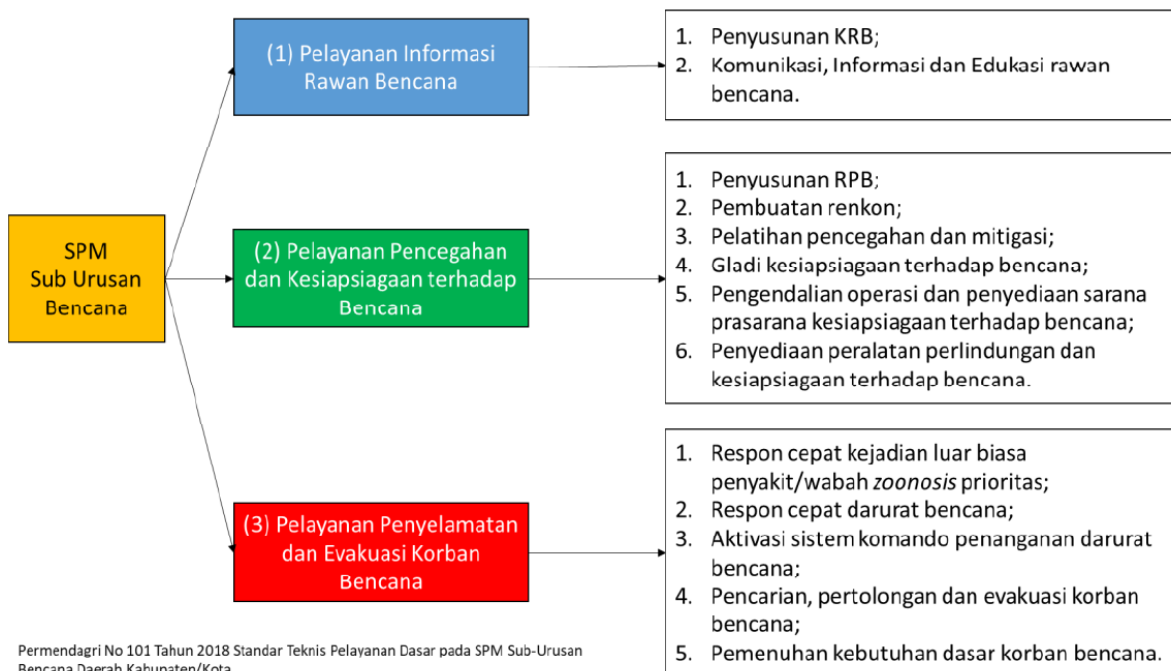 SPM
Sub Urusan
Bencana
(1) Pelayanan Informasi
Rawan Bencana
1. Penyusunan KRB;
2. Komunikasi, Informasi dan Edukasi rawan
bencana.
(2) Pelayanan Pencegahan
dan Kesiapsiagaan terhadap
Bencana
1. Penyusunan RPB;
2. Pembuatan renkon;
3. Pelatihan pencegahan dan mitigasi;
4. Gladi kesiapsiagaan terhadap bencana;
5. Pengendalian operasi dan penyediaan sarana
prasarana kesiapsiagaan terhadap bencana;
6. Penyediaan peralatan perlindungan dan
kesiapsiagaan terhadap bencana.
(3) Pelayanan Penyelamatan
dan Evakuasi Korban
Bencana
1. Respon cepat kejadian luar biasa
penyakit/wabah zoonosis prioritas;
2. Respon cepat darurat bencana;
3. Aktivasi sistem komando penanganan darurat
bencana;
4. Pencarian, pertolongan dan evakuasi korban
bencana;
5. Pemenuhan kebutuhan dasar korban bencana.
Permendagri No 101 Tahun 2018 Standar Teknis Pelayanan Dasar pada SPM Sub-Urusan
Bencana Daerah Kabupaten/Kota